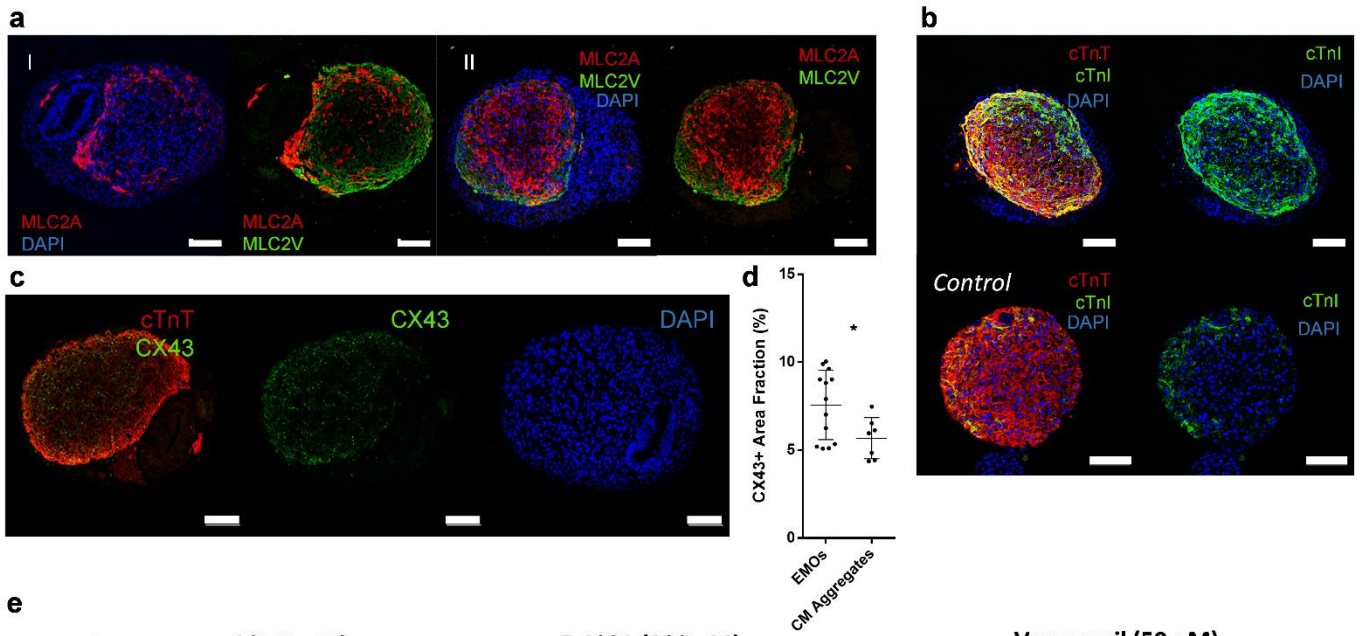 a
I
MLC2A
DAPI
MLC2A
MLC2V
II
MLC2A
MLC2V
DAPI
MLC2A
MLC2V
b
cTnT
cTnI
DAPI
cTnI
DAPI
Control
cTnT
cTnI
DAPI
cTnI
DAPI
c
cTnT
CX43
CX43
DAPI
d
CX43+ Area Fraction (%)
15
10
5
0
*
EMOs
CM Aggregates
e